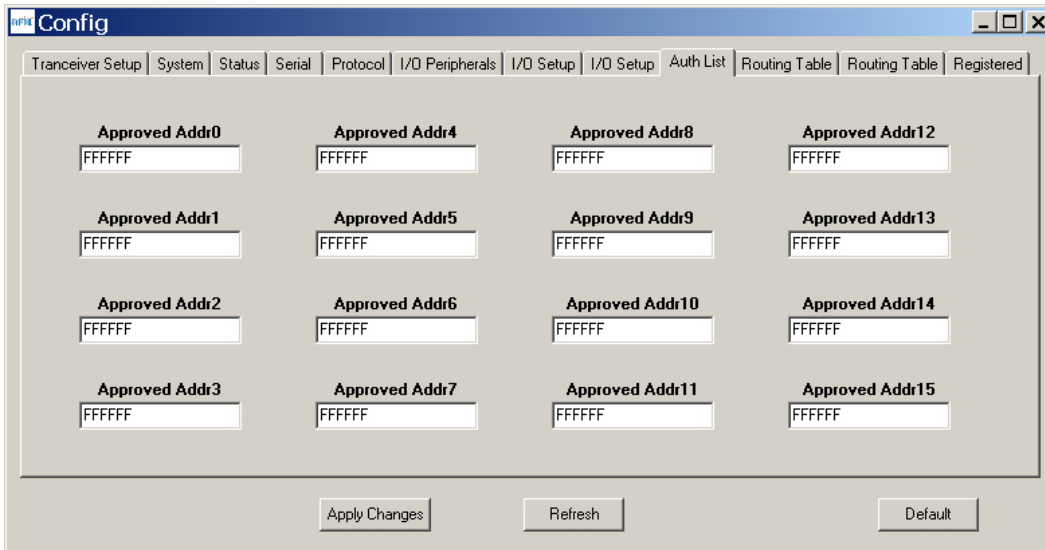 Config
Tranceiver Setup System Status Serial Protocol I/O Peripherals I/O Setup I/O Setup Auth List Routing Table Routing Table Registered
Approved Addr0 Approved Addr4 Approved Addr8 Approved Addr12
FFFFFF FFFFFF FFFFFF FFFFFF
Approved Addr1 Approved Addr5 Approved Addr9 Approved Addr13
FFFFFF FFFFFF FFFFFF FFFFFF
Approved Addr2 Approved Addr6 Approved Addr10 Approved Addr14
FFFFFF FFFFFF FFFFFF FFFFFF
Approved Addr3 Approved Addr7 Approved Addr11 Approved Addr15
FFFFFF FFFFFF FFFFFF FFFFFF
Apply Changes Refresh Default